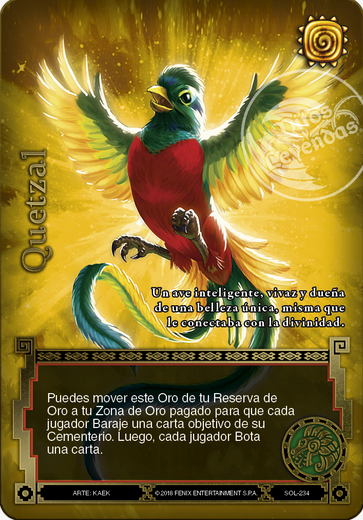 Quetzal
Mitos y
Leyendas
Un ave inteligente, vivaz y dueña
de una belleza única, misma que
le conectaba con la divinidad.
Puedes mover este Oro de tu Reserva de
Oro a tu Zona de Oro pagado para que cada
jugador Baraje una carta objetivo de su
Cementerio. Luego, cada jugador Bota
una carta.
ARTE: KAEK
© 2018 FENIX ENTERTAINMENT S.P.A.
SOL-234